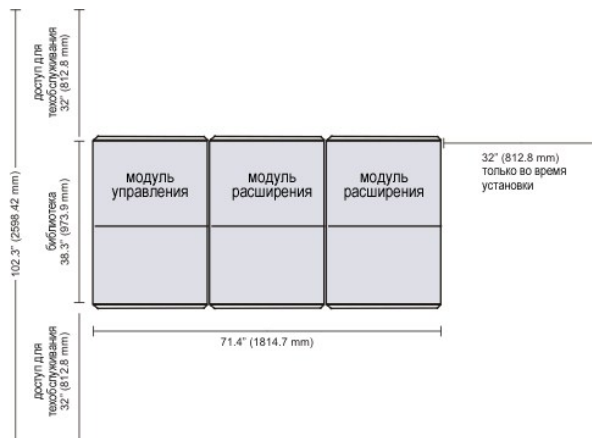 доступ для
техобслуживания
32" (812.8 mm)
102.3" (2598.42 mm)
библиотека
38.3" (973.9 mm)
доступ для
техобслуживания
32" (812.8 mm)
модуль
управления
модуль
расширения
модуль
расширения
32" (812.8 mm)
только во время
установки
71.4" (1814.7 mm)